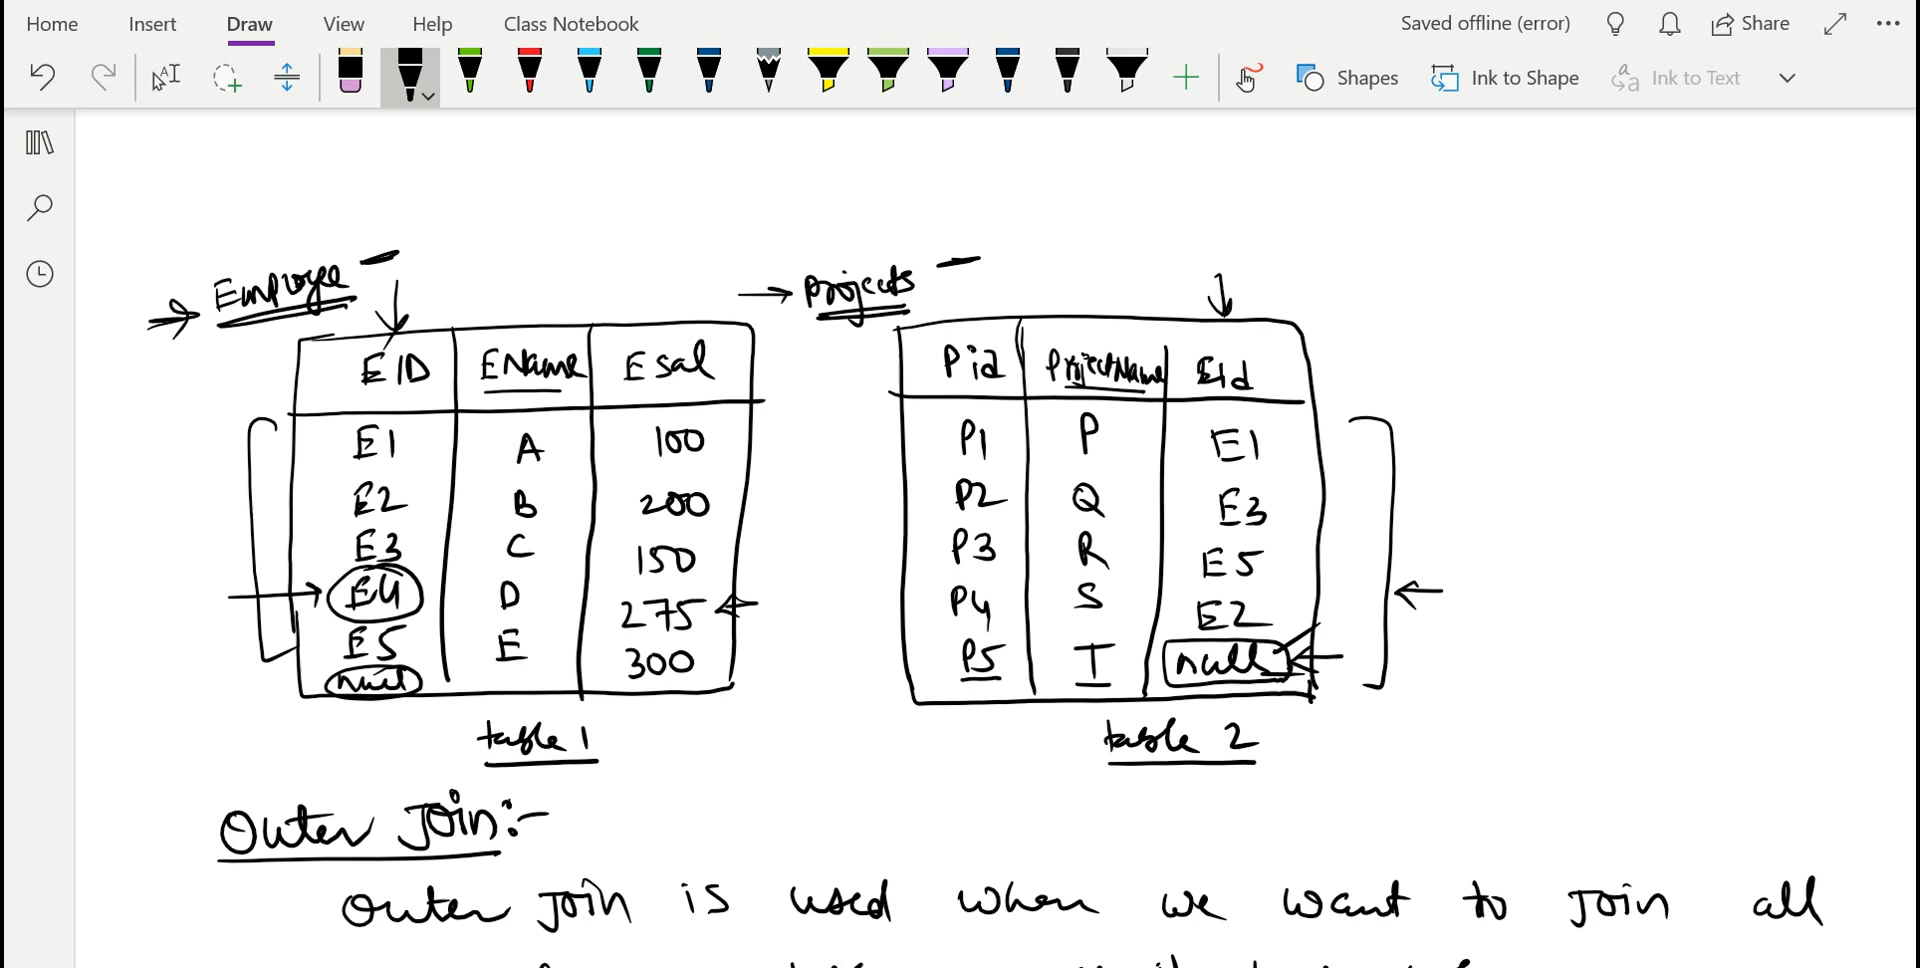 Home Insert Draw View Help Class Notebook Saved offline (error) Share
Shapes Ink to Shape Ink to Text
Employee Projects
EID EName Esal Pid ProjectName EId
E1 A 100 P1 P E1
E2 B 200 P2 Q E3
E3 C 150 P3 R E5
E4 D 275 P4 S E2
E5 E 300 P5 T null
null
table 1 table 2
Outer Join:-
outer join is used when we want to join all